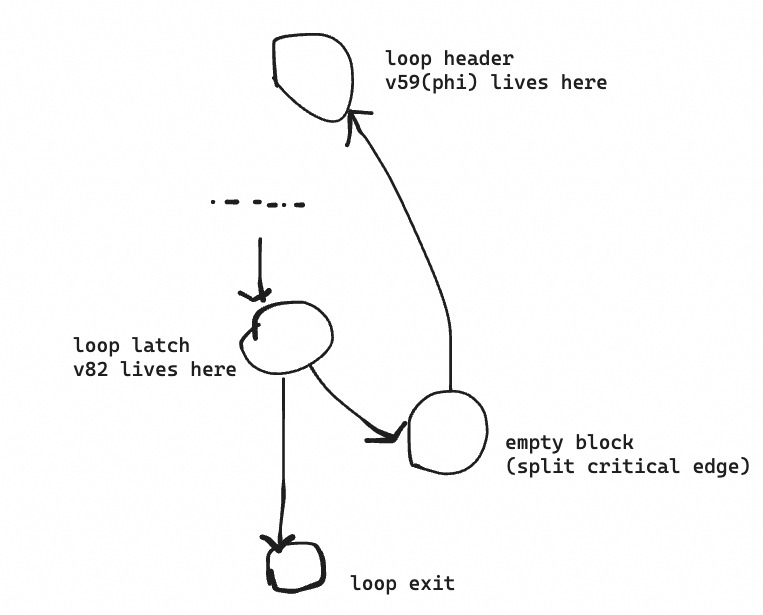 loop header
v59(phi) lives here
loop latch
v82 lives here
empty block
(split critical edge)
loop exit